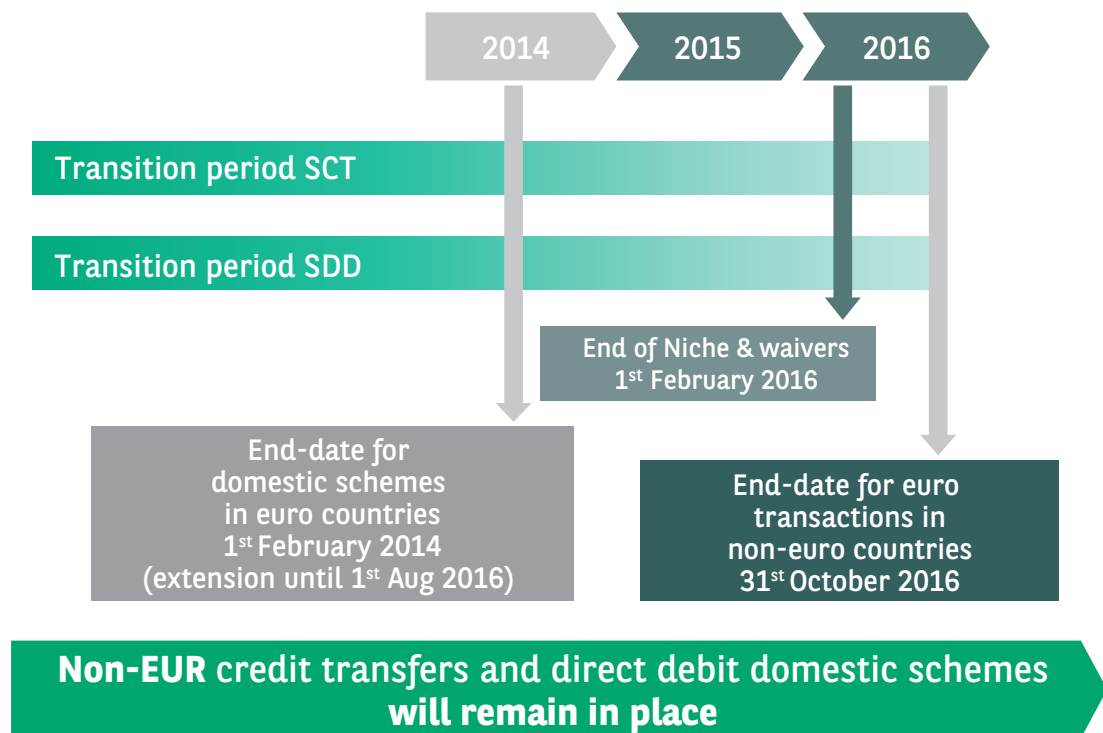 2014 2015 2016
Transition period SCT
Transition period SDD
End of Niche & waivers
1st February 2016
End-date for
domestic schemes
in euro countries
1st February 2014
(extension until 1st Aug 2016)
End-date for euro
transactions in
non-euro countries
31st October 2016
Non-EUR credit transfers and direct debit domestic schemes
will remain in place